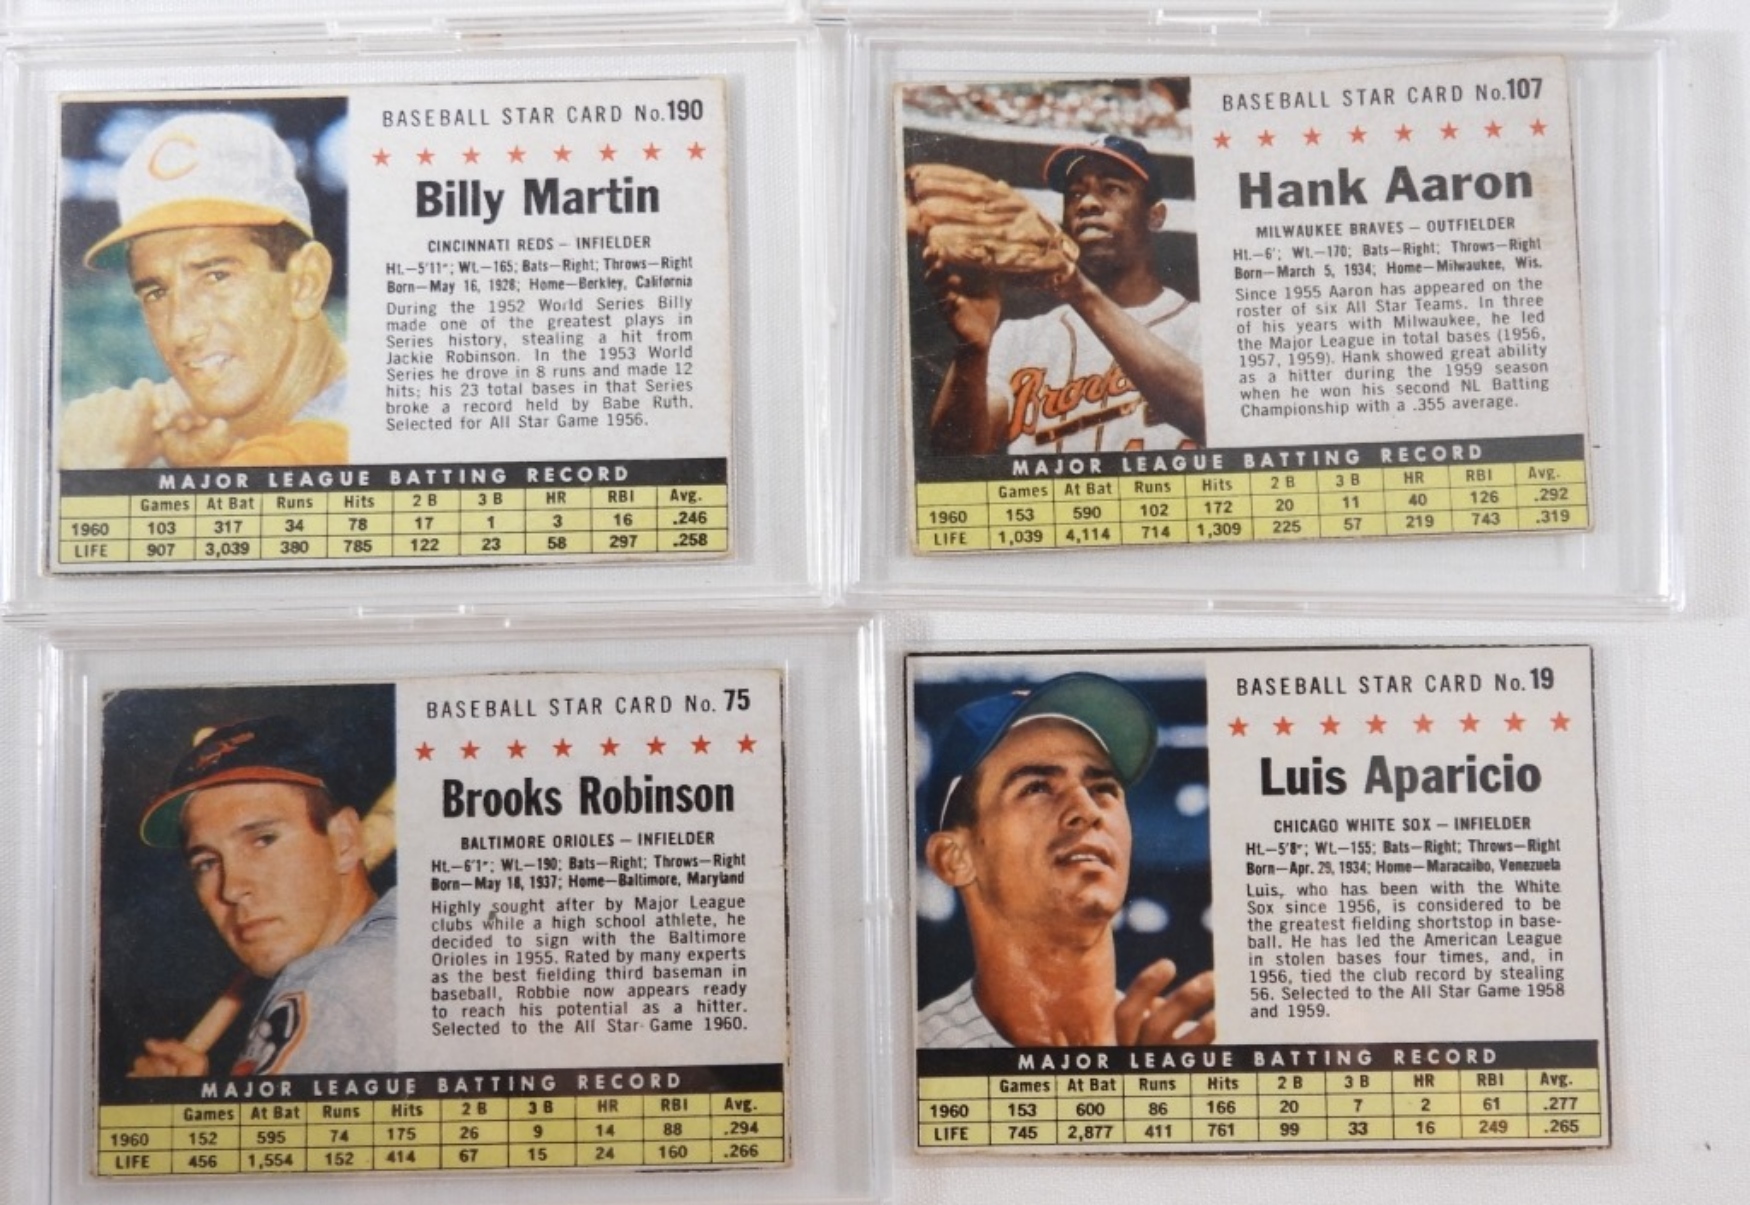 BASEBALL STAR CARD No.190
Billy Martin
CINCINNATI REDS – INFIELDER
Ht.–5'11"; Wt.–165; Bats–Right; Throws–Right
Born–May 16, 1928; Home–Berkley, California
During the 1952 World Series Billy
made one of the greatest plays in
Series history, stealing a hit from
Jackie Robinson. In the 1953 World
Series he drove in 8 runs and made 12
hits; his 23 total bases in that Series
broke a record held by Babe Ruth.
Selected for All Star Game 1956.
MAJOR LEAGUE BATTING RECORD
Games At Bat Runs Hits 2 B 3 B HR RBI Avg.
1960 103 317 34 78 17 1 3 16 .246
LIFE 907 3,039 380 785 122 23 58 297 .258
C
BASEBALL STAR CARD No.107
Hank Aaron
MILWAUKEE BRAVES – OUTFIELDER
Ht.–6'; Wt.–170; Bats–Right; Throws–Right
Born–March 5, 1934; Home–Milwaukee, Wis.
Since 1955 Aaron has appeared on the
roster of six All Star Teams. In three
of his years with Milwaukee, he led
the Major League in total bases (1956,
1957, 1959). Hank showed great ability
as a hitter during the 1959 season
when he won his second NL Batting
Championship with a .355 average.
Braves
MAJOR LEAGUE BATTING RECORD
Games At Bat Runs Hits 2 B 3 B HR RBI Avg.
1960 153 590 102 172 20 11 40 126 .292
LIFE 1,039 4,114 714 1,309 225 57 219 743 .319
BASEBALL STAR CARD No. 75
Brooks Robinson
BALTIMORE ORIOLES – INFIELDER
Ht.–6'1"; Wt.–190; Bats–Right; Throws–Right
Born–May 18, 1937; Home–Baltimore, Maryland
Highly sought after by Major League
clubs while a high school athlete, he
decided to sign with the Baltimore
Orioles in 1955. Rated by many experts
as the best fielding third baseman in
baseball, Robbie now appears ready
to reach his potential as a hitter.
Selected to the All Star Game 1960.
MAJOR LEAGUE BATTING RECORD
Games At Bat Runs Hits 2 B 3 B HR RBI Avg.
1960 152 595 74 175 26 9 14 88 .294
LIFE 456 1,554 152 414 67 15 24 160 .266
BASEBALL STAR CARD No. 19
Luis Aparicio
CHICAGO WHITE SOX – INFIELDER
Ht.–5'8"; Wt.–155; Bats–Right; Throws–Right
Born–Apr. 29, 1934; Home–Maracaibo, Venezuela
Luis, who has been with the White
Sox since 1956, is considered to be
the greatest fielding shortstop in base-
ball. He has led the American League
in stolen bases four times, and, in
1956, tied the club record by stealing
56. Selected to the All Star Game 1958
and 1959.
MAJOR LEAGUE BATTING RECORD
Games At Bat Runs Hits 2 B 3 B HR RBI Avg.
1960 153 600 86 166 20 7 2 61 .277
LIFE 745 2,877 411 761 99 33 16 249 .265